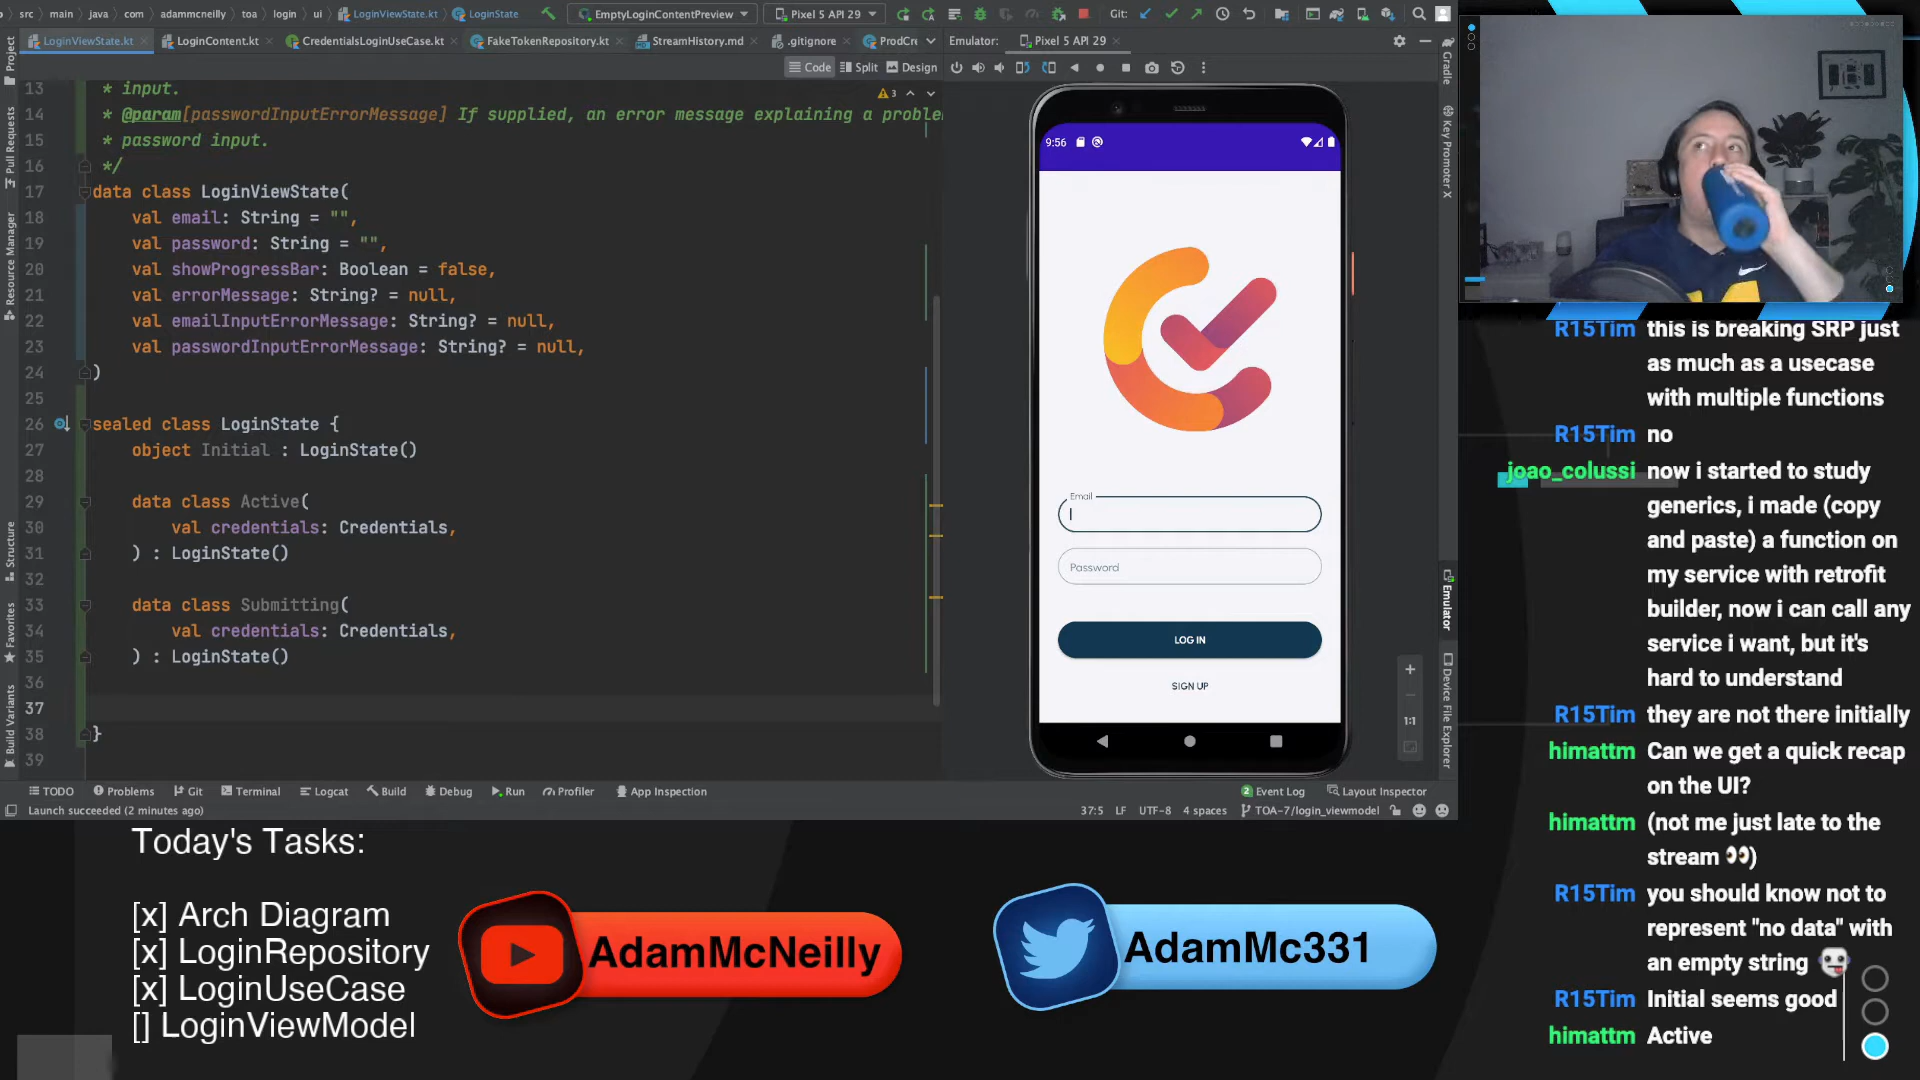 src › main › java › com › adammcneilly › toa › login › ui › LoginViewState.kt › LoginState
EmptyLoginContentPreview
Pixel 5 API 29
Git:
LoginViewState.kt
LoginContent.kt
CredentialsLoginUseCase.kt
FakeTokenRepository.kt
StreamHistory.md
.gitignore
ProdCre
Emulator:
Pixel 5 API 29
Code
Split
Design
Project
Pull Requests
Resource Manager
Structure
Favorites
Build Variants
3
13 * input.
14 * @param[passwordInputErrorMessage] If supplied, an error message explaining a proble
15 * password input.
16 */
17 data class LoginViewState(
18 val email: String = "",
19 val password: String = "",
20 val showProgressBar: Boolean = false,
21 val errorMessage: String? = null,
22 val emailInputErrorMessage: String? = null,
23 val passwordInputErrorMessage: String? = null,
24 )
25
26 sealed class LoginState {
27 object Initial : LoginState()
28
29 data class Active(
30 val credentials: Credentials,
31 ) : LoginState()
32
33 data class Submitting(
34 val credentials: Credentials,
35 ) : LoginState()
36
37
38 }
39
9:56
Email
Password
LOG IN
SIGN UP
1:1
Gradle
Key Promoter X
Emulator
Device File Explorer
TODO
Problems
Git
Terminal
Logcat
Build
Debug
Run
Profiler
App Inspection
2 Event Log
Layout Inspector
Launch succeeded (2 minutes ago)
37:5
LF
UTF-8
4 spaces
TOA-7/login_viewmodel
R15Tim this is breaking SRP just
as much as a usecase
with multiple functions
R15Tim no
joao_colussi now i started to study
generics, i made (copy
and paste) a function on
my service with retrofit
builder, now i can call any
service i want, but it's
hard to understand
R15Tim they are not there initially
himattm Can we get a quick recap
on the UI?
himattm (not me just late to the
stream 👀)
R15Tim you should know not to
represent "no data" with
an empty string
R15Tim Initial seems good
himattm Active
Today's Tasks:
[x] Arch Diagram
[x] LoginRepository
[x] LoginUseCase
[] LoginViewModel
AdamMcNeilly
AdamMc331